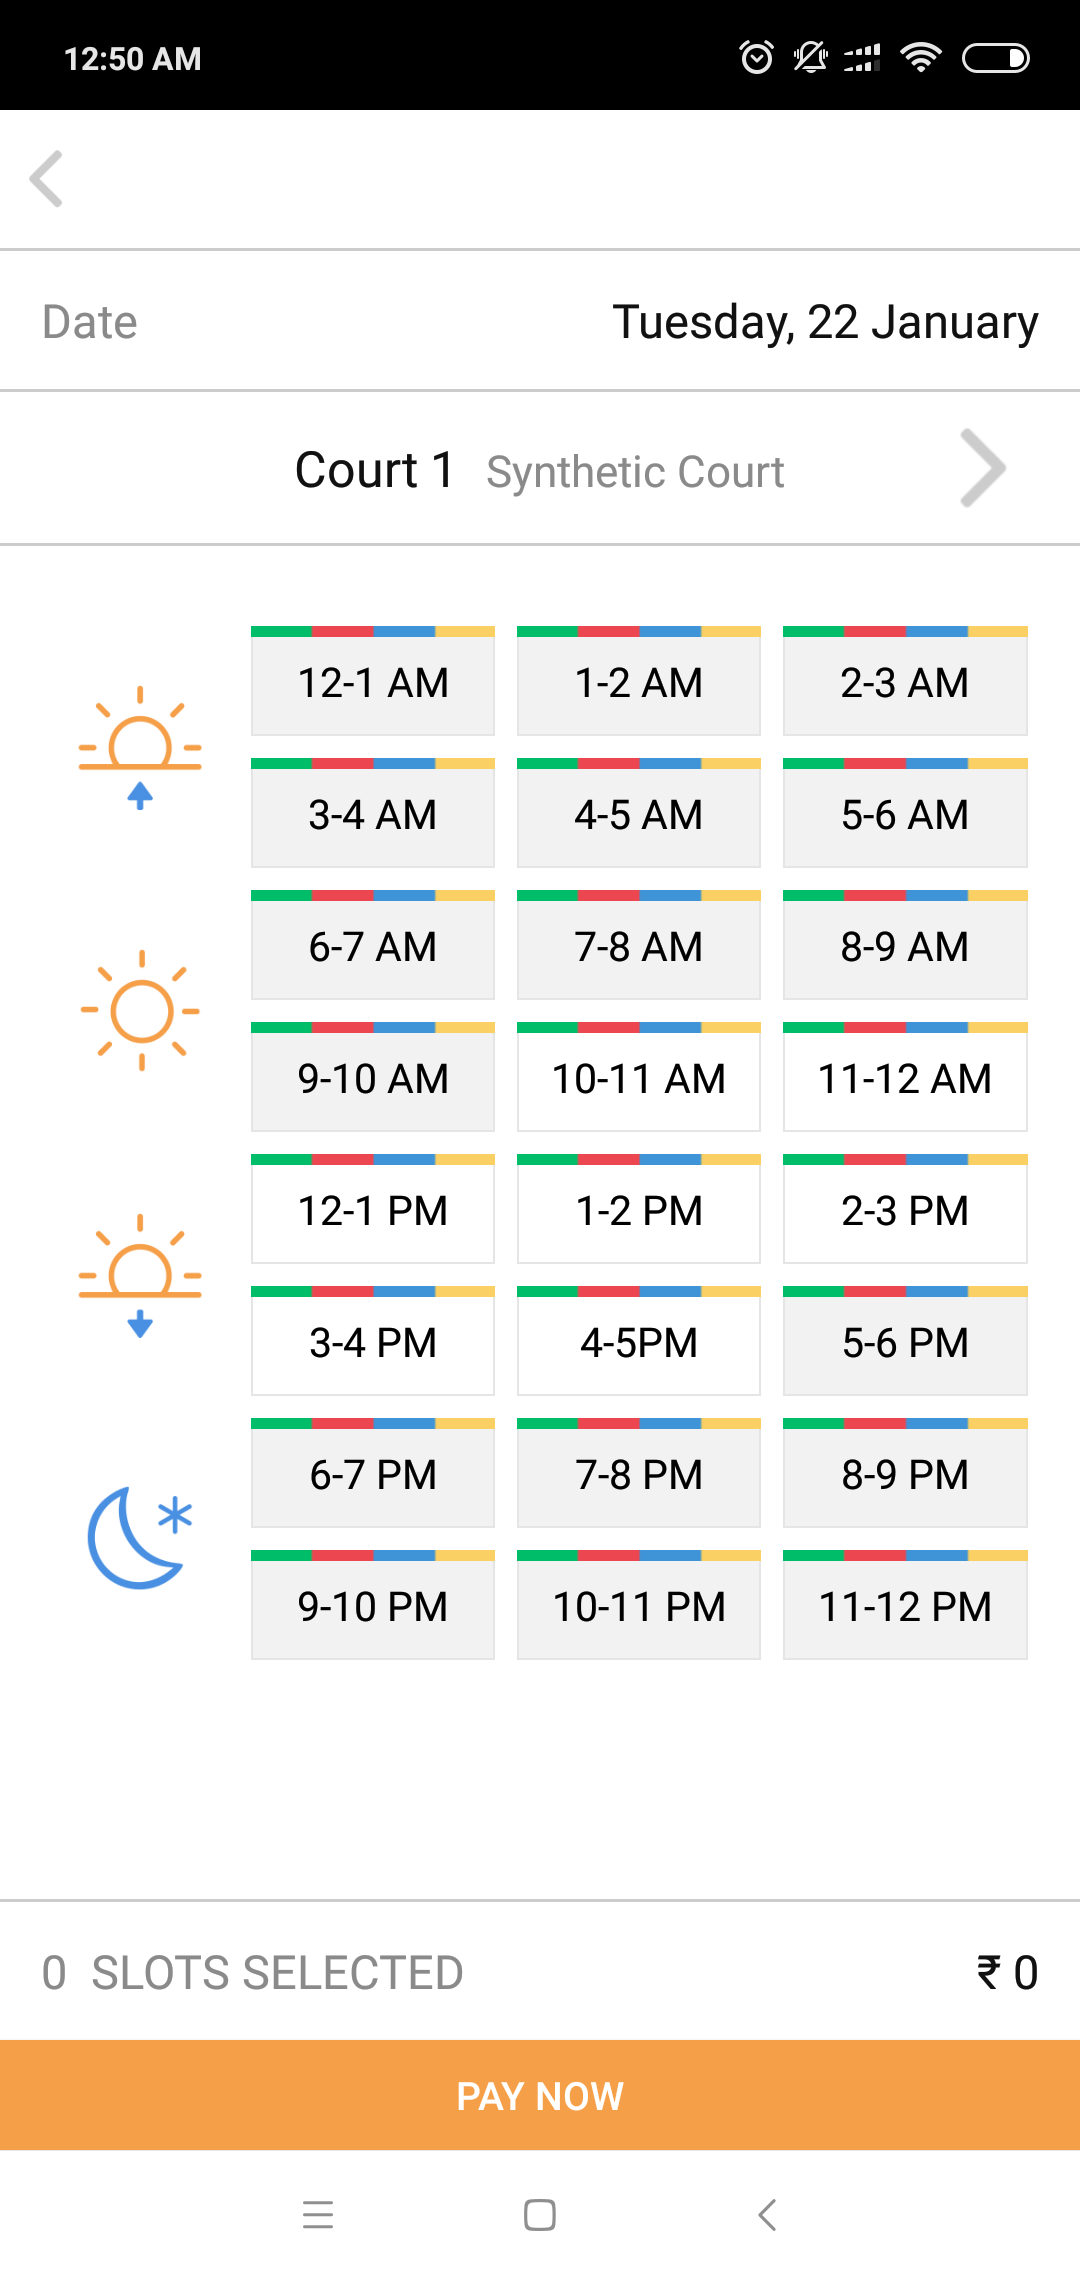 12:50 AM
Date Tuesday, 22 January
Court 1 Synthetic Court
12-1 AM 1-2 AM 2-3 AM
3-4 AM 4-5 AM 5-6 AM
6-7 AM 7-8 AM 8-9 AM
9-10 AM 10-11 AM 11-12 AM
12-1 PM 1-2 PM 2-3 PM
3-4 PM 4-5PM 5-6 PM
6-7 PM 7-8 PM 8-9 PM
9-10 PM 10-11 PM 11-12 PM
0 SLOTS SELECTED ₹ 0
PAY NOW